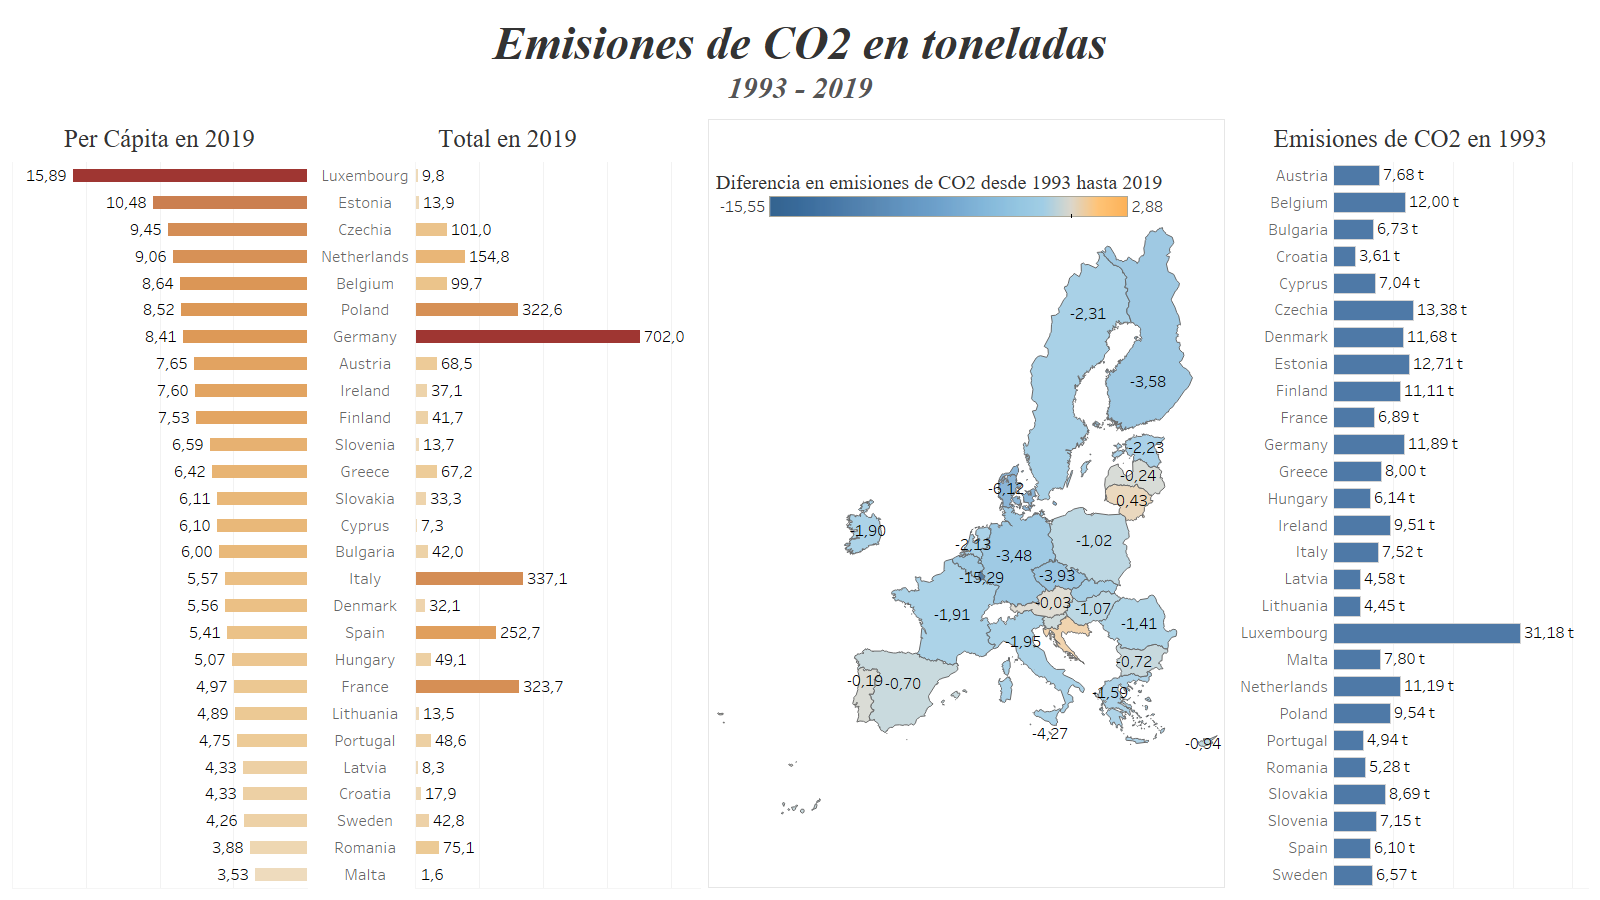 Emisiones de CO2 en toneladas
1993 - 2019
Per Cápita en 2019
Total en 2019
15,89 Luxembourg 9,8
10,48 Estonia 13,9
9,45 Czechia 101,0
9,06 Netherlands 154,8
8,64 Belgium 99,7
8,52 Poland 322,6
8,41 Germany 702,0
7,65 Austria 68,5
7,60 Ireland 37,1
7,53 Finland 41,7
6,59 Slovenia 13,7
6,42 Greece 67,2
6,11 Slovakia 33,3
6,10 Cyprus 7,3
6,00 Bulgaria 42,0
5,57 Italy 337,1
5,56 Denmark 32,1
5,41 Spain 252,7
5,07 Hungary 49,1
4,97 France 323,7
4,89 Lithuania 13,5
4,75 Portugal 48,6
4,33 Latvia 8,3
4,33 Croatia 17,9
4,26 Sweden 42,8
3,88 Romania 75,1
3,53 Malta 1,6
Diferencia en emisiones de CO2 desde 1993 hasta 2019
-15,55 2,88
-2,31
-3,58
-2,23
-0,24
-6,12
0,43
-1,90
-2,13
-3,48
-1,02
-15,29
-3,93
-0,03
-1,07
-1,91
-1,41
-1,95
-0,72
-0,19
-0,70
-1,59
-4,27
-0,94
Emisiones de CO2 en 1993
Austria 7,68 t
Belgium 12,00 t
Bulgaria 6,73 t
Croatia 3,61 t
Cyprus 7,04 t
Czechia 13,38 t
Denmark 11,68 t
Estonia 12,71 t
Finland 11,11 t
France 6,89 t
Germany 11,89 t
Greece 8,00 t
Hungary 6,14 t
Ireland 9,51 t
Italy 7,52 t
Latvia 4,58 t
Lithuania 4,45 t
Luxembourg 31,18 t
Malta 7,80 t
Netherlands 11,19 t
Poland 9,54 t
Portugal 4,94 t
Romania 5,28 t
Slovakia 8,69 t
Slovenia 7,15 t
Spain 6,10 t
Sweden 6,57 t